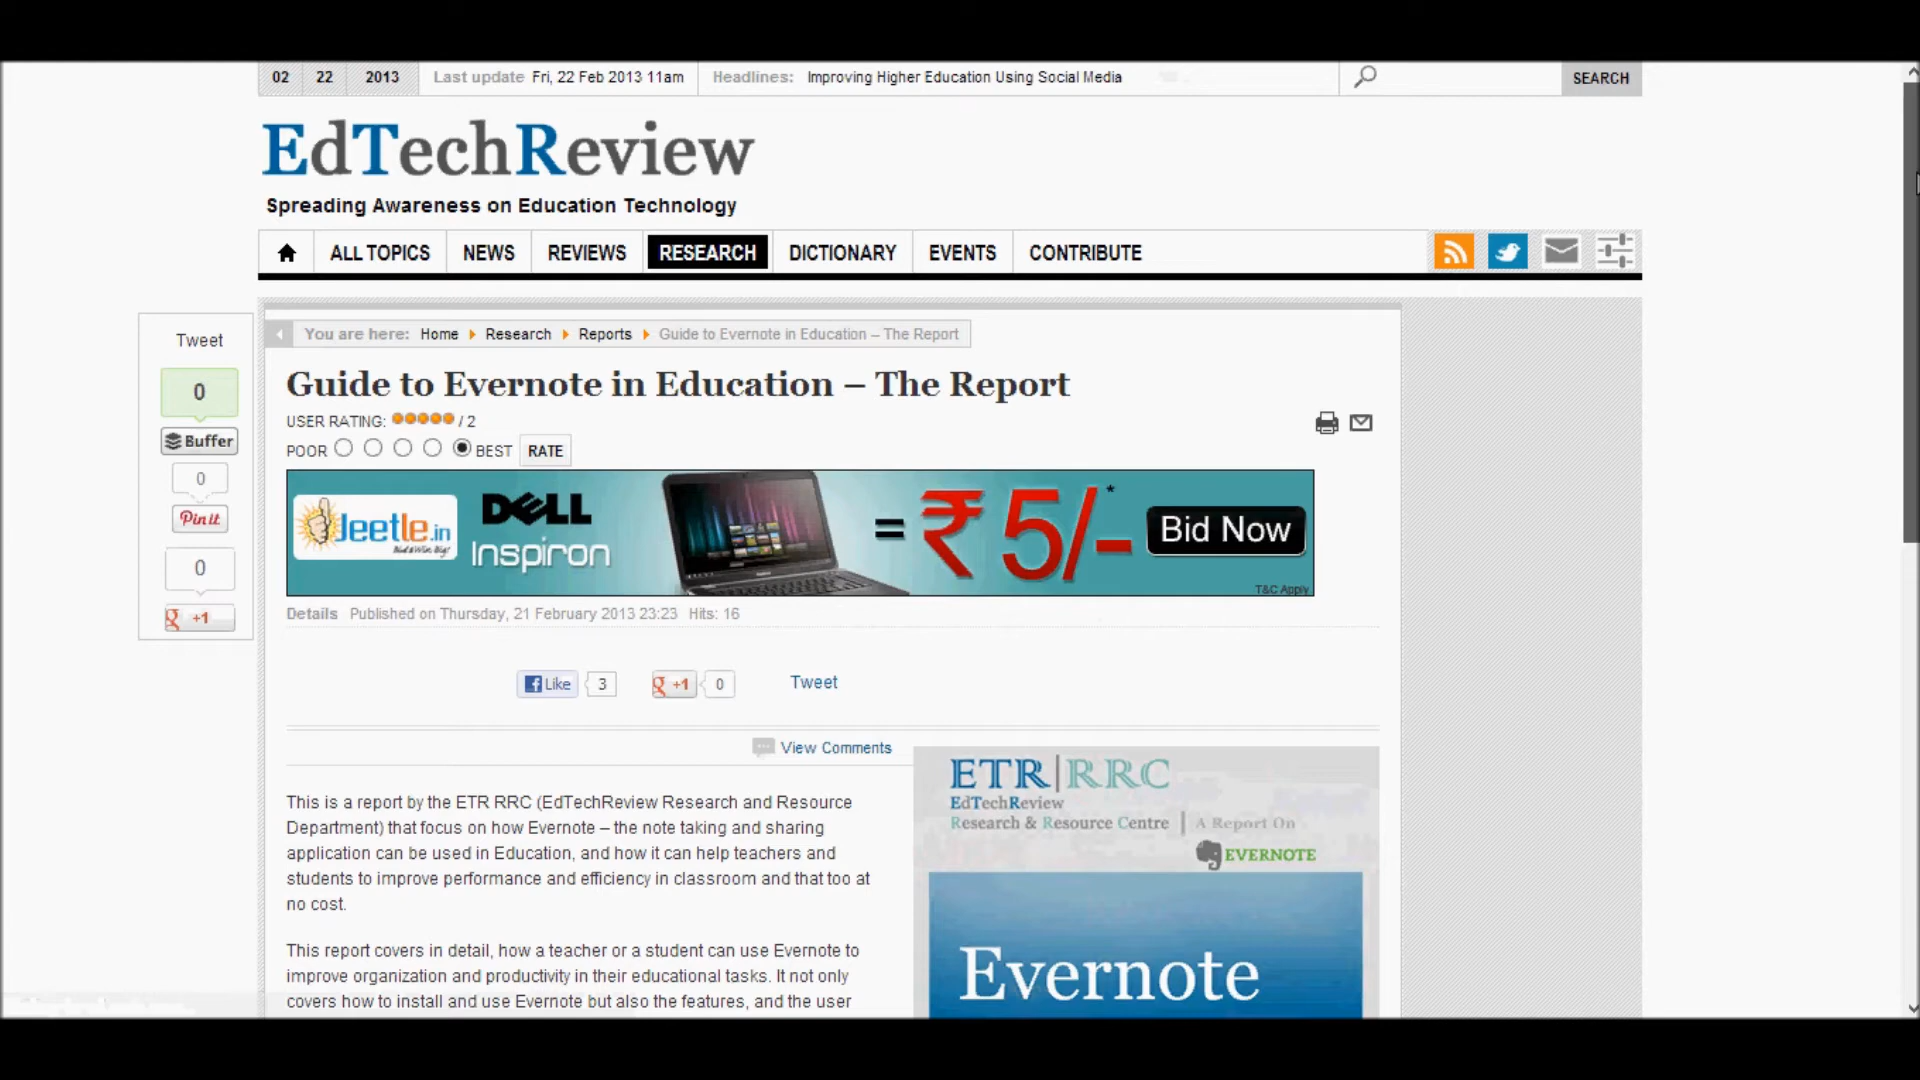 02 22 2013 Last update Fri, 22 Feb 2013 11am Headlines: Improving Higher Education Using Social Media SEARCH
EdTechReview
Spreading Awareness on Education Technology
ALL TOPICS NEWS REVIEWS RESEARCH DICTIONARY EVENTS CONTRIBUTE
You are here: Home Research Reports Guide to Evernote in Education – The Report
Guide to Evernote in Education – The Report
USER RATING: / 2
POOR BEST RATE
Tweet
0
Buffer
0
Pin it
0
g +1
Jeetle.in
Bid & Win Big!
DELL
Inspiron
= ₹ 5/-*
Bid Now
T&C Apply
Details Published on Thursday, 21 February 2013 23:23 Hits: 16
Like 3 g +1 0 Tweet
View Comments
This is a report by the ETR RRC (EdTechReview Research and Resource
Department) that focus on how Evernote – the note taking and sharing
application can be used in Education, and how it can help teachers and
students to improve performance and efficiency in classroom and that too at
no cost.
This report covers in detail, how a teacher or a student can use Evernote to
improve organization and productivity in their educational tasks. It not only
covers how to install and use Evernote but also the features, and the user
ETR|RRC
EdTechReview
Research & Resource Centre | A Report On
EVERNOTE
Evernote